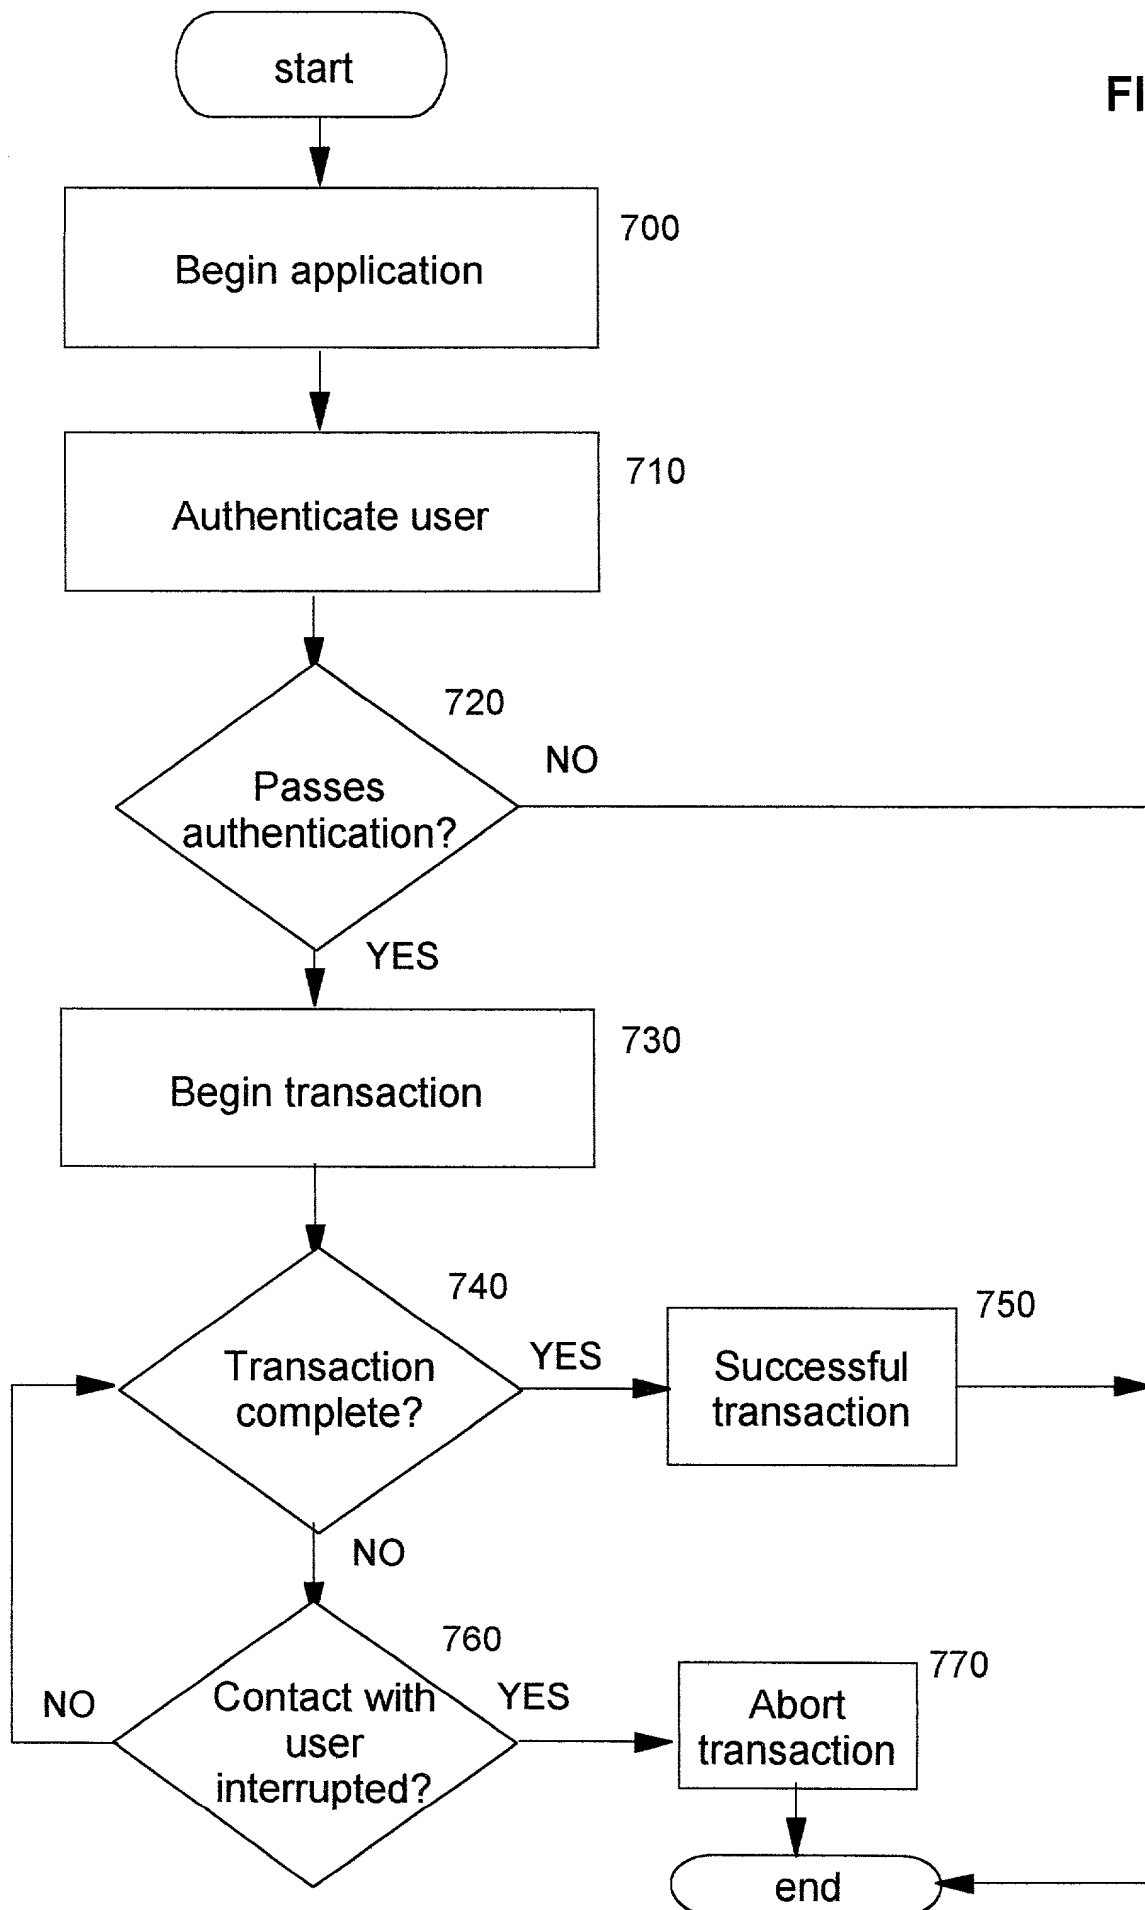 start
FI
700
Begin application
710
Authenticate user
720
NO
Passes
authentication?
YES
730
Begin transaction
740
750
YES
Transaction
complete?
Successful
transaction
NO
760
770
NO
YES
Contact with
user
interrupted?
Abort
transaction
end